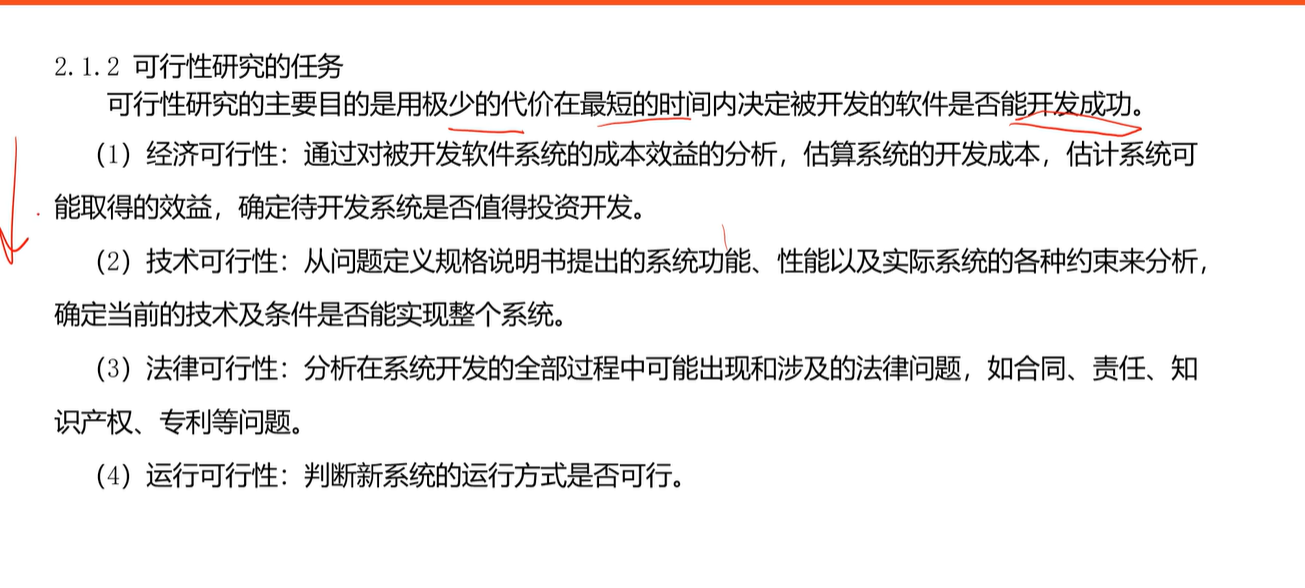 2.1.2 可行性研究的任务
可行性研究的主要目的是用极少的代价在最短的时间内决定被开发的软件是否能开发成功。
（1）经济可行性：通过对被开发软件系统的成本效益的分析，估算系统的开发成本，估计系统可
能取得的效益，确定待开发系统是否值得投资开发。
（2）技术可行性：从问题定义规格说明书提出的系统功能、性能以及实际系统的各种约束来分析，
确定当前的技术及条件是否能实现整个系统。
（3）法律可行性：分析在系统开发的全部过程中可能出现和涉及的法律问题，如合同、责任、知
识产权、专利等问题。
（4）运行可行性：判断新系统的运行方式是否可行。